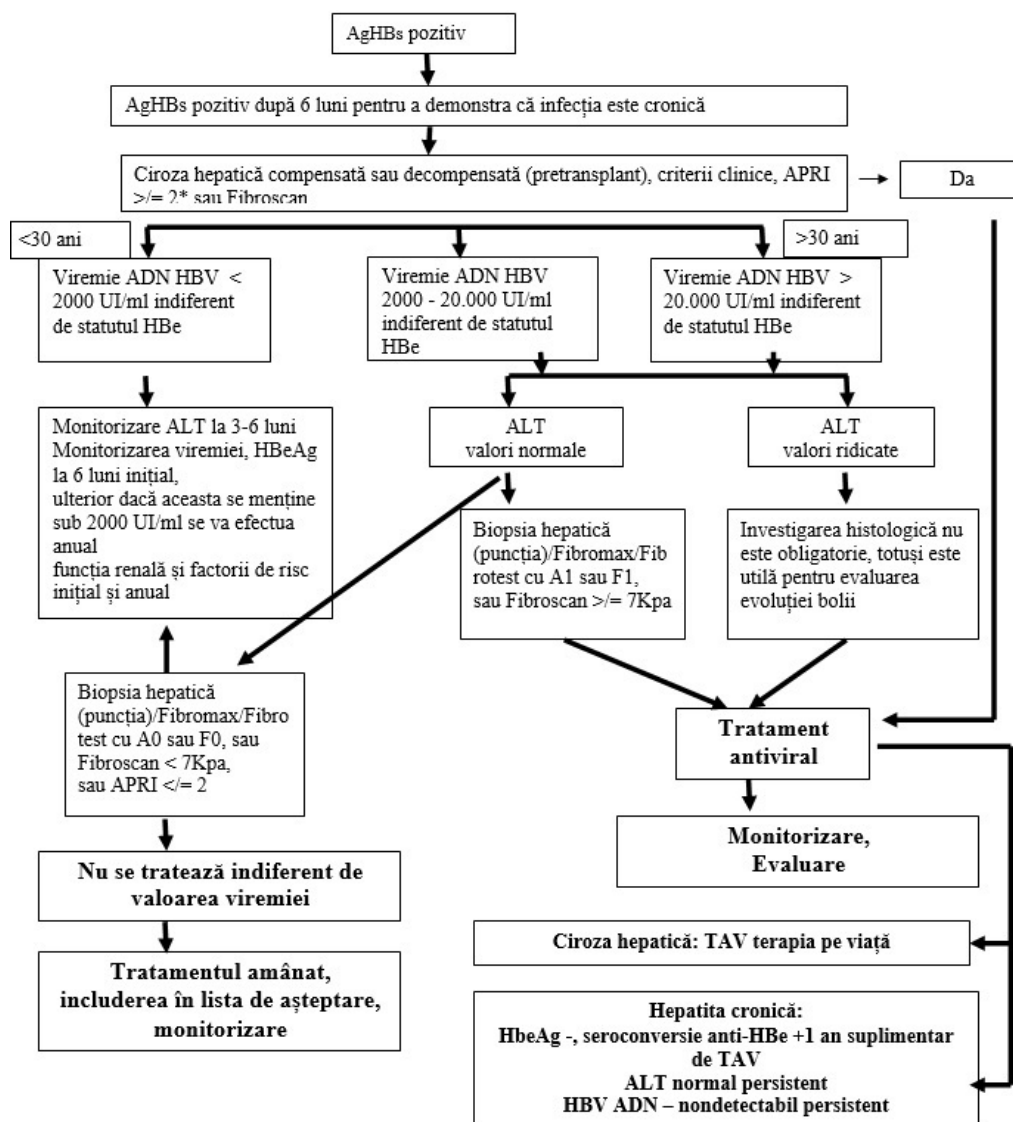 AgHBs pozitiv
AgHBs pozitiv după 6 luni pentru a demonstra că infecția este cronică
Ciroza hepatică compensată sau decompensată (pretransplant), criterii clinice, APRI
>/= 2* sau Fibroscan
Da
<30 ani
>30 ani
Viremie ADN HBV <
2000 UI/ml indiferent
de statutul HBe
Viremie ADN HBV
2000 - 20.000 UI/ml
indiferent de statutul
HBe
Viremie ADN HBV >
20.000 UI/ml indiferent
de statutul HBe
Monitorizare ALT la 3-6 luni
Monitorizarea viremiei, HBeAg
la 6 luni inițial,
ulterior dacă aceasta se menține
sub 2000 UI/ml se va efectua
anual
funcția renală și factorii de risc
inițial și anual
ALT
valori normale
ALT
valori ridicate
Biopsia hepatică
(puncția)/Fibromax/Fib
rotest cu A1 sau F1,
sau Fibroscan >/= 7Kpa
Investigarea histologică nu
este obligatorie, totuși este
utilă pentru evaluarea
evoluției bolii
Biopsia hepatică
(puncția)/Fibromax/Fibro
test cu A0 sau F0, sau
Fibroscan < 7Kpa,
sau APRI </= 2
Tratament
antiviral
Monitorizare,
Evaluare
Nu se tratează indiferent de
valoarea viremiei
Tratamentul amânat,
includerea în lista de așteptare,
monitorizare
Ciroza hepatică: TAV terapia pe viață
Hepatita cronică:
HbeAg -, seroconversie anti-HBe +1 an suplimentar
de TAV
ALT normal persistent
HBV ADN – nondetectabil persistent